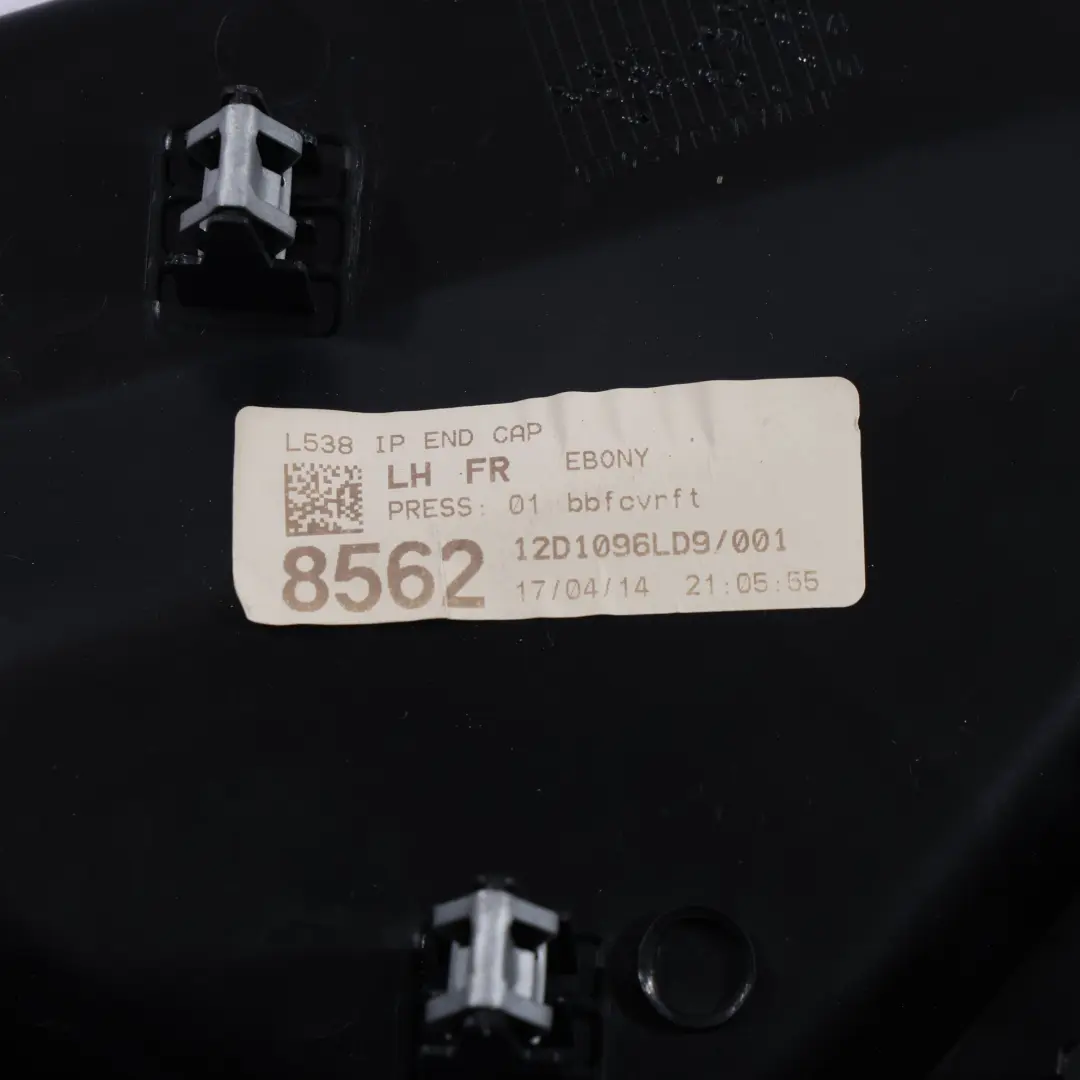 L538 IP END CAP
LH FR EBONY
PRESS: 01 bbfcvrft
8562 12D1096LD9/001
17/04/14 21:05:55